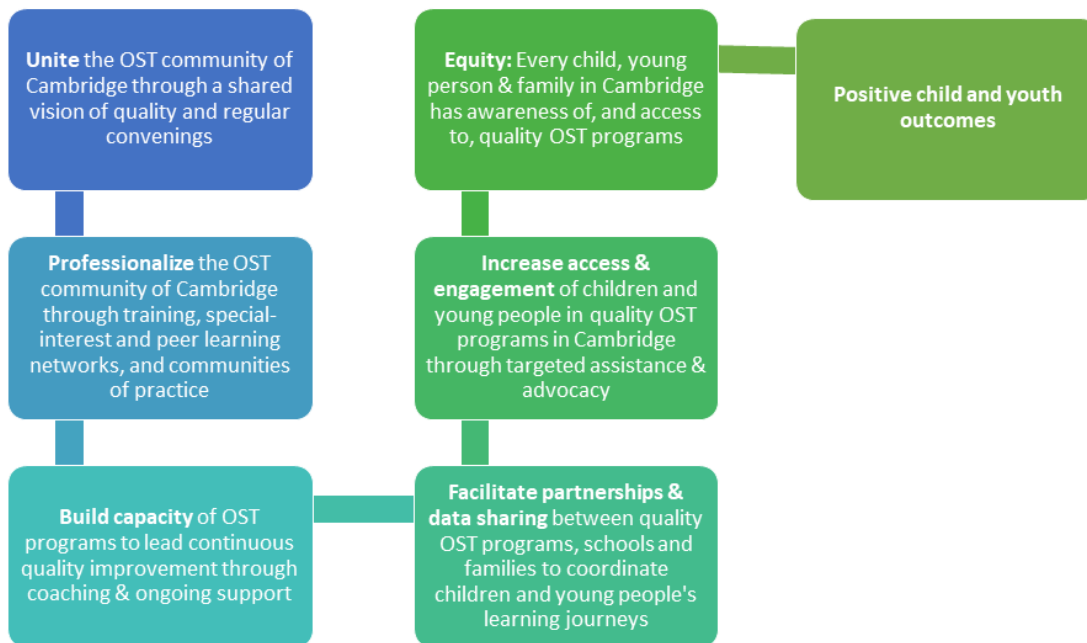 Unite the OST community of
Cambridge through a shared
vision of quality and regular
convenings
Professionalize the OST
community of Cambridge
through training, special-
interest and peer learning
networks, and communities
of practice
Build capacity of OST
programs to lead continuous
quality improvement through
coaching & ongoing support
Facilitate partnerships &
data sharing between quality
OST programs, schools and
families to coordinate
children and young people's
learning journeys
Increase access &
engagement of children and
young people in quality OST
programs in Cambridge
through targeted assistance &
advocacy
Equity: Every child, young
person & family in Cambridge
has awareness of, and access
to, quality OST programs
Positive child and youth
outcomes